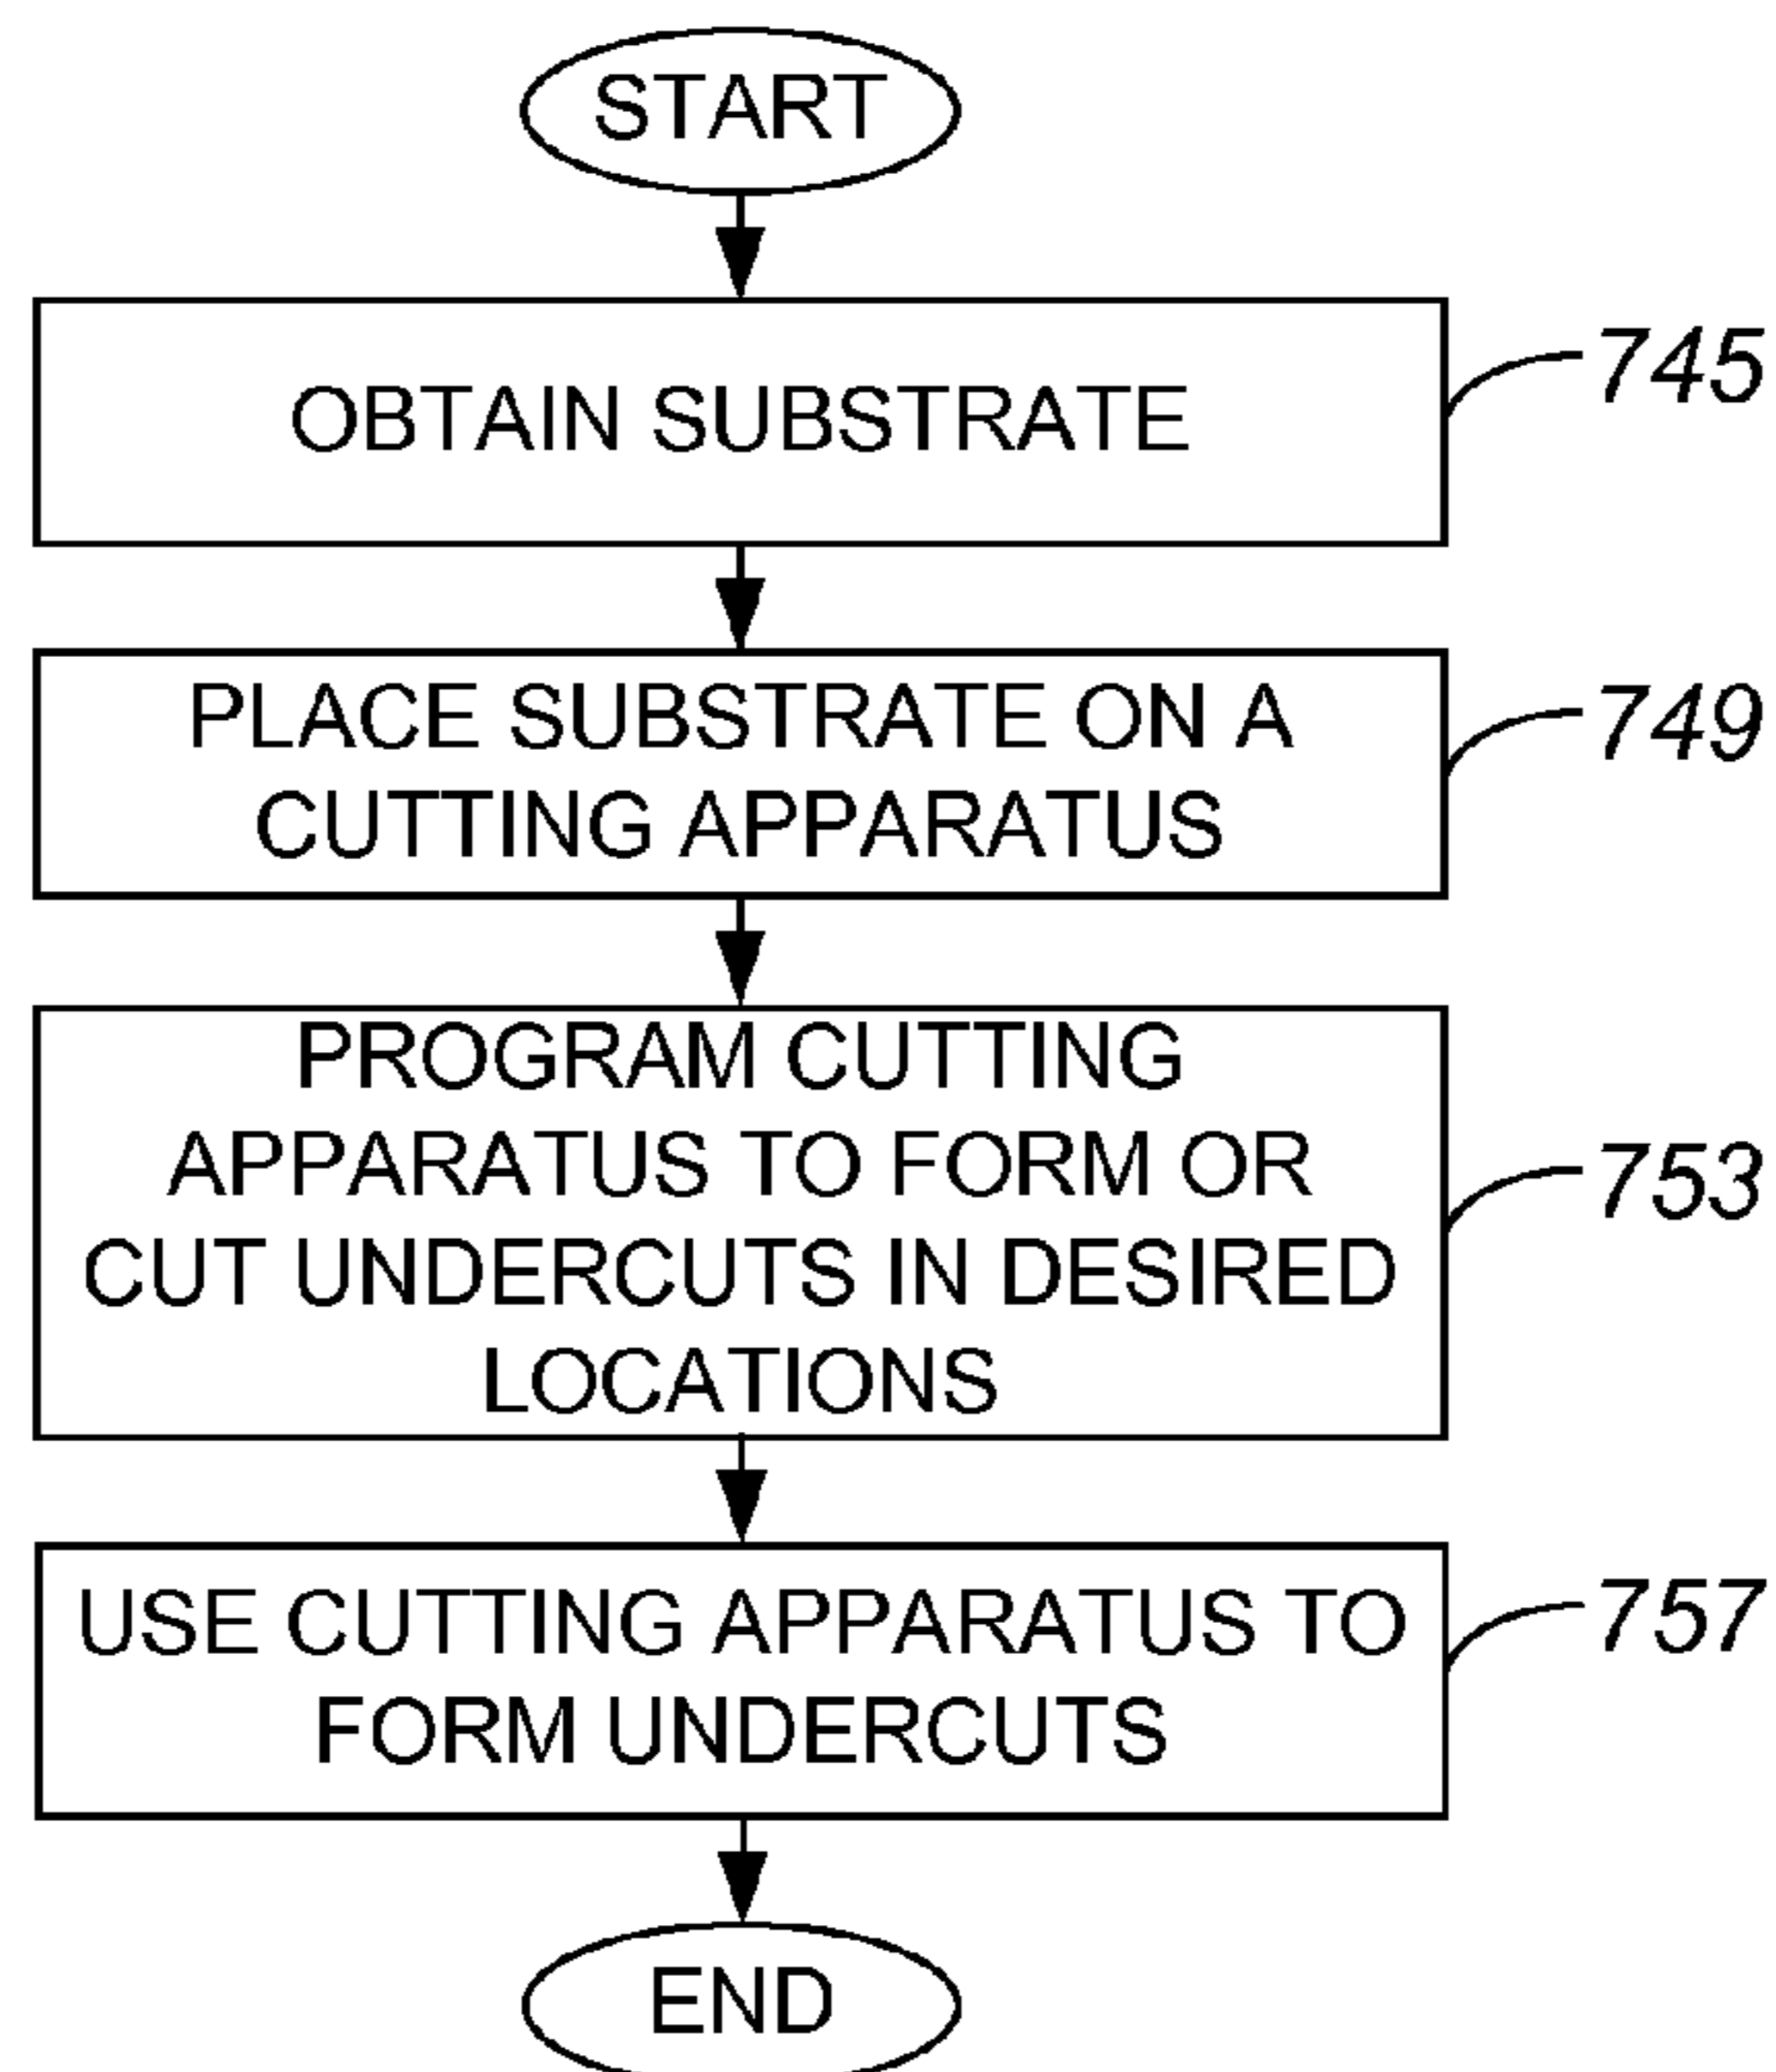 START
OBTAIN SUBSTRATE
745
PLACE SUBSTRATE ON A
CUTTING APPARATUS
749
PROGRAM CUTTING
APPARATUS TO FORM OR
CUT UNDERCUTS IN DESIRED
LOCATIONS
753
USE CUTTING APPARATUS TO
FORM UNDERCUTS
757
END